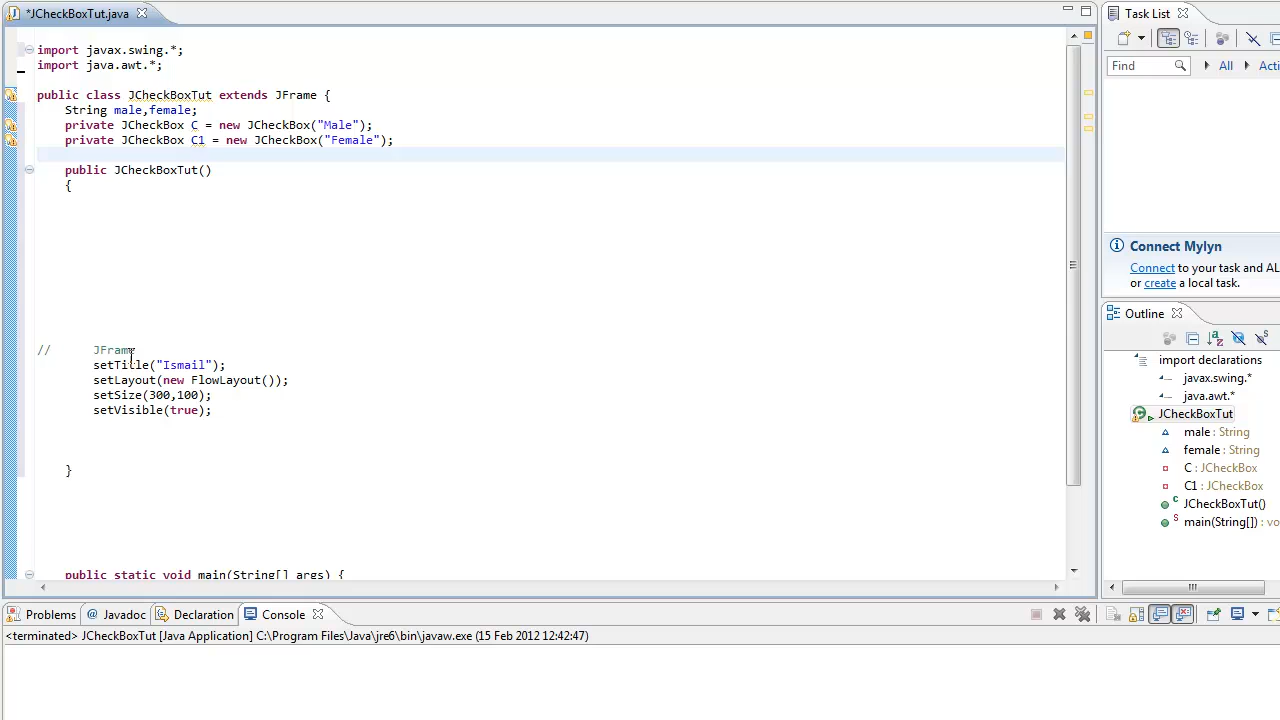 *JCheckBoxTut.java
import javax.swing.*;
import java.awt.*;
public class JCheckBoxTut extends JFrame {
String male,female;
private JCheckBox C = new JCheckBox("Male");
private JCheckBox C1 = new JCheckBox("Female");
public JCheckBoxTut()
{
// JFrame
setTitle("Ismail");
setLayout(new FlowLayout());
setSize(300,100);
setVisible(true);
}
public static void main(String[] args) {
Task List
Find
All
Acti
Connect Mylyn
Connect to your task and AL
or create a local task.
Outline
import declarations
javax.swing.*
java.awt.*
JCheckBoxTut
male : String
female : String
C : JCheckBox
C1 : JCheckBox
JCheckBoxTut()
main(String[]) : vo
Problems
Javadoc
Declaration
Console
<terminated> JCheckBoxTut [Java Application] C:\Program Files\Java\jre6\bin\javaw.exe (15 Feb 2012 12:42:47)